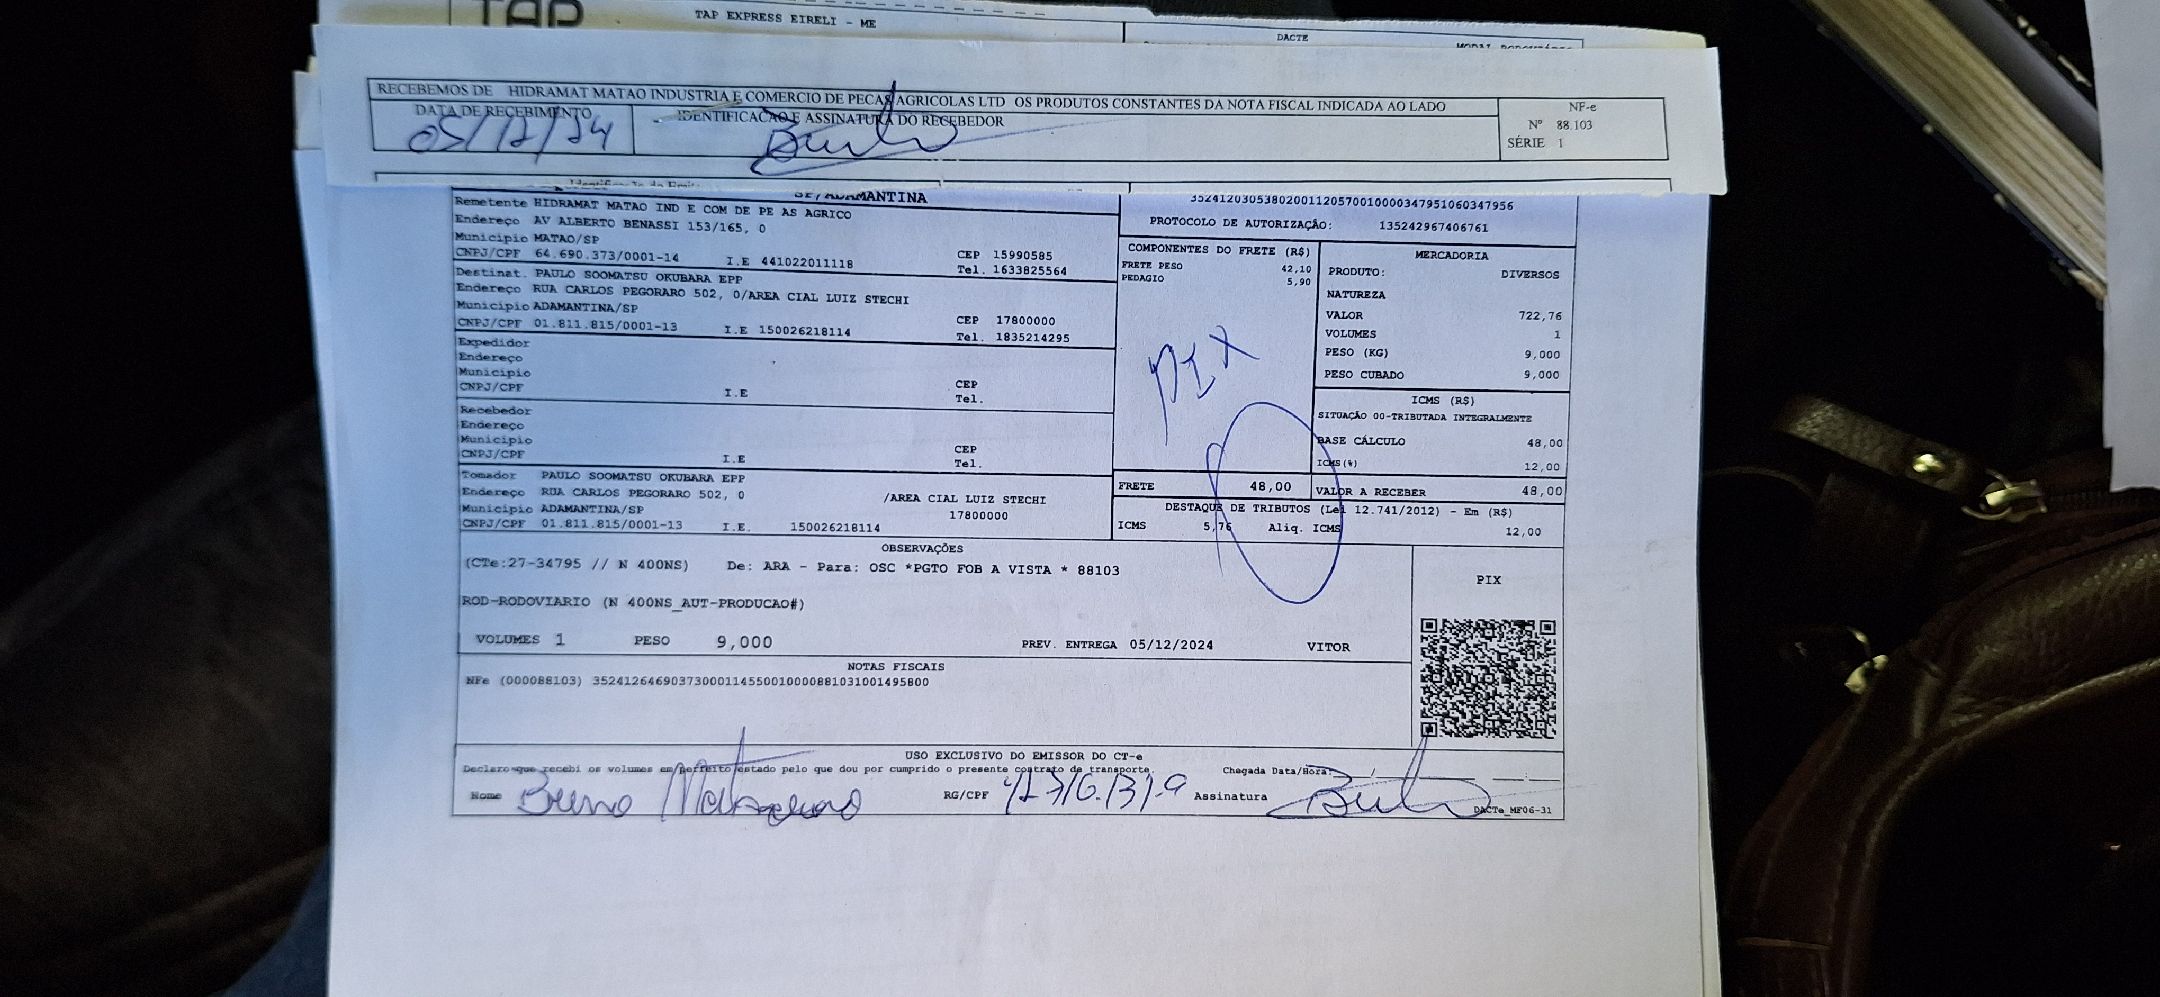 TAP
TAP EXPRESS EIRELI - ME
DACTE
RECEBEMOS DE HIDRAMAT MATAO INDUSTRIA E COMERCIO DE PECAS AGRICOLAS LTD OS PRODUTOS CONSTANTES DA NOTA FISCAL INDICADA AO LADO
DATA DE RECEBIMENTO
05/12/24
IDENTIFICACAO E ASSINATURA DO RECEBEDOR
NF-e
Nº 88.103
SÉRIE 1
SP/ADAMANTINA
Remetente HIDRAMAT MATAO IND E COM DE PE AS AGRICO
Endereço AV ALBERTO BENASSI 153/165, 0
Municipio MATAO/SP
CNPJ/CPF 64.690.373/0001-14 I.E 441022011118
CEP 15990585
Tel. 1633825564
Destinat. PAULO SOOMATSU OKUBARA EPP
Endereço RUA CARLOS PEGORARO 502, 0/AREA CIAL LUIZ STECHI
Municipio ADAMANTINA/SP
CNPJ/CPF 01.811.815/0001-13 I.E 150026218114
CEP 17800000
Tel. 1835214295
Expedidor
Endereço
Municipio
CNPJ/CPF I.E
CEP
Tel.
Recebedor
Endereço
Municipio
CNPJ/CPF I.E
CEP
Tel.
Tomador PAULO SOOMATSU OKUBARA EPP
Endereço RUA CARLOS PEGORARO 502, 0 /AREA CIAL LUIZ STECHI
Municipio ADAMANTINA/SP 17800000
CNPJ/CPF 01.811.815/0001-13 I.E. 150026218114
35241203053802001120570010000347951060347956
PROTOCOLO DE AUTORIZAÇÃO: 135242967406761
COMPONENTES DO FRETE (R$)
FRETE PESO 42,10
PEDAGIO 5,90
PIX
FRETE 48,00
MERCADORIA
PRODUTO: DIVERSOS
NATUREZA
VALOR 722,76
VOLUMES 1
PESO (KG) 9,000
PESO CUBADO 9,000
ICMS (R$)
SITUAÇÃO 00-TRIBUTADA INTEGRALMENTE
BASE CÁLCULO 48,00
ICMS(%) 12,00
VALOR A RECEBER 48,00
DESTAQUE DE TRIBUTOS (Lei 12.741/2012) - Em (R$)
ICMS 5,76 Aliq. ICMS 12,00
OBSERVAÇÕES
(CTe:27-34795 // N 400NS) De: ARA - Para: OSC *PGTO FOB A VISTA * 88103
ROD-RODOVIARIO (N 400NS_AUT-PRODUCAO#)
VOLUMES 1 PESO 9,000 PREV. ENTREGA 05/12/2024 VITOR
PIX
NOTAS FISCAIS
NFe (000088103) 35241264690373000114550010000881031001495800
USO EXCLUSIVO DO EMISSOR DO CT-e
Declaro que recebi os volumes em perfeito estado pelo que dou por cumprido o presente contrato de transporte. Chegada Data/Hora:
Nome Bruno RG/CPF Assinatura
DACTe_MF06-31